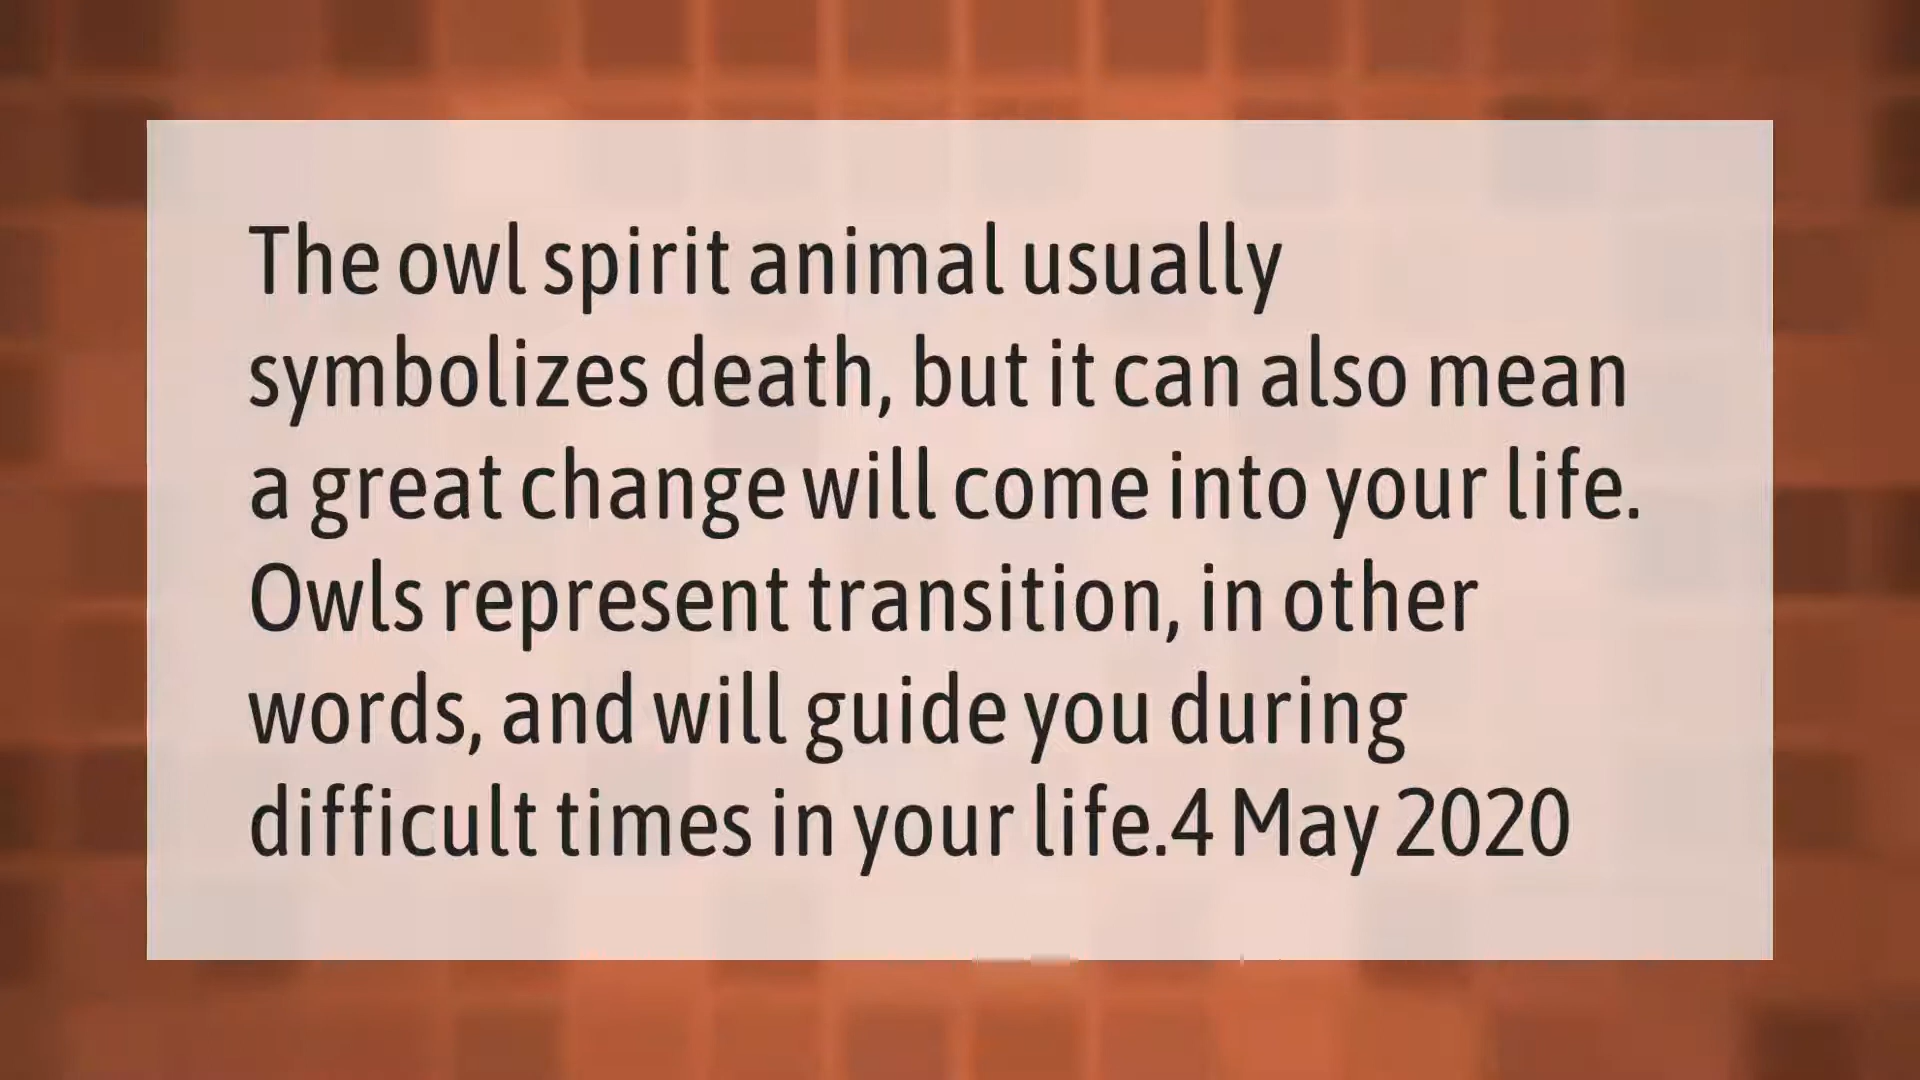 The owl spirit animal usually
symbolizes death, but it can also mean
a great change will come into your life.
Owls represent transition, in other
words, and will guide you during
difficult times in your life.4 May 2020